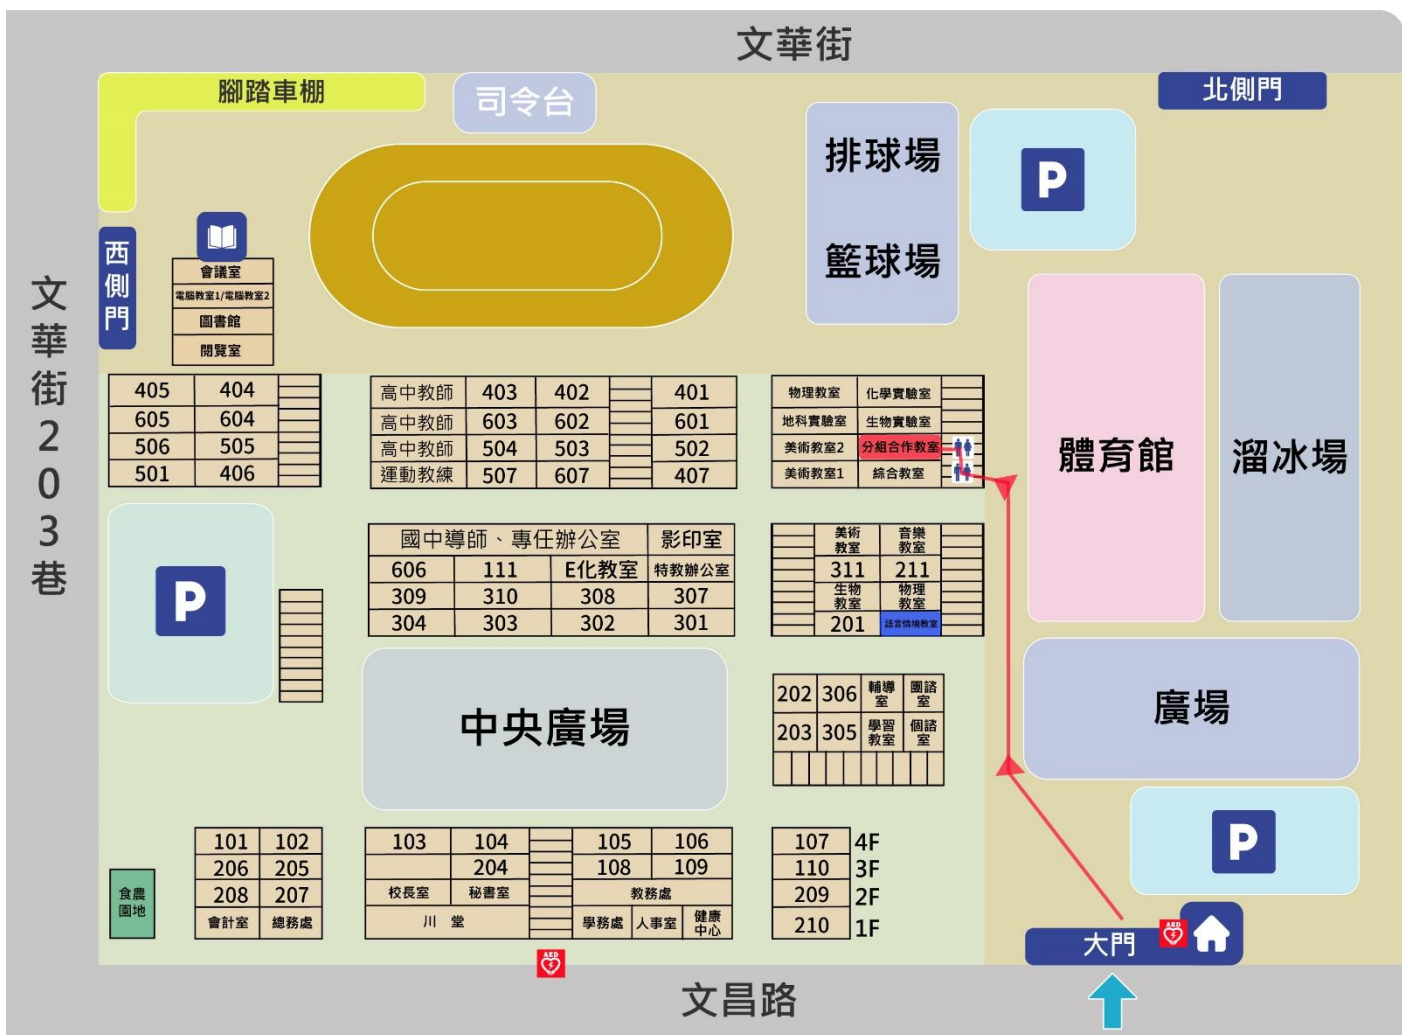 文華街
腳踏車棚
司令台
北側門
排球場
籃球場
P
西側門
文華街203巷
會議室
電腦教室1/電腦教室2
圖書館
閱覽室
405 404
605 604
506 505
501 406
高中教師 403 402 401
高中教師 603 602 601
高中教師 504 503 502
運動教練 507 607 407
物理教室 化學實驗室
地科實驗室 生物實驗室
美術教室2 分組合作教室
美術教室1 綜合教室
體育館
溜冰場
P
國中導師、專任辦公室 影印室
606 111 E化教室 特教辦公室
309 310 308 307
304 303 302 301
美術教室 音樂教室
311 211
生物教室 物理教室
201 語言情境教室
中央廣場
202 306 輔導室 團諮室
203 305 學習教室 個諮室
廣場
P
101 102
206 205
208 207
會計室 總務處
食農園地
103 104 105 106
204 108 109
校長室 秘書室 教務處
川堂 學務處 人事室 健康中心
107 4F
110 3F
209 2F
210 1F
AED
大門
AED
文昌路